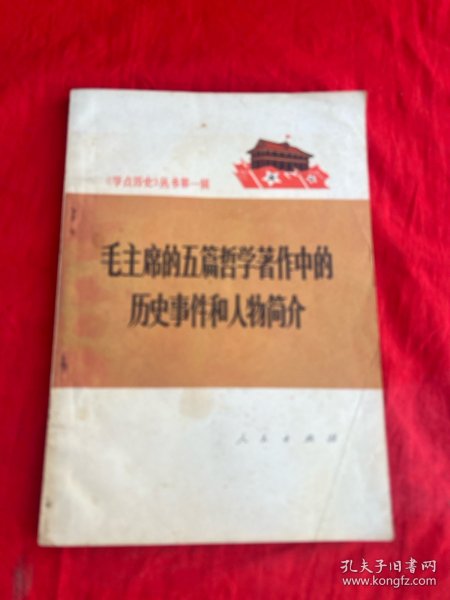 《学点历史》丛书第一辑
毛主席的五篇哲学著作中的
历史事件和人物简介
人民出版社
孔夫子旧书网
www.kongfz.com